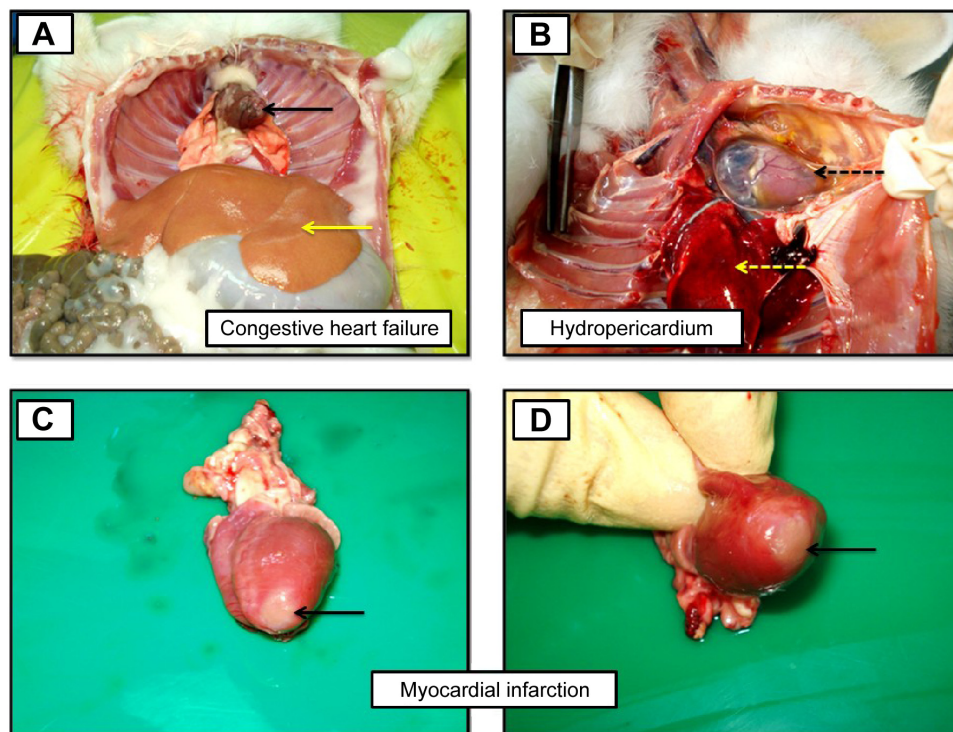 A
B
Congestive heart failure
Hydropericardium
C
D
Myocardial infarction